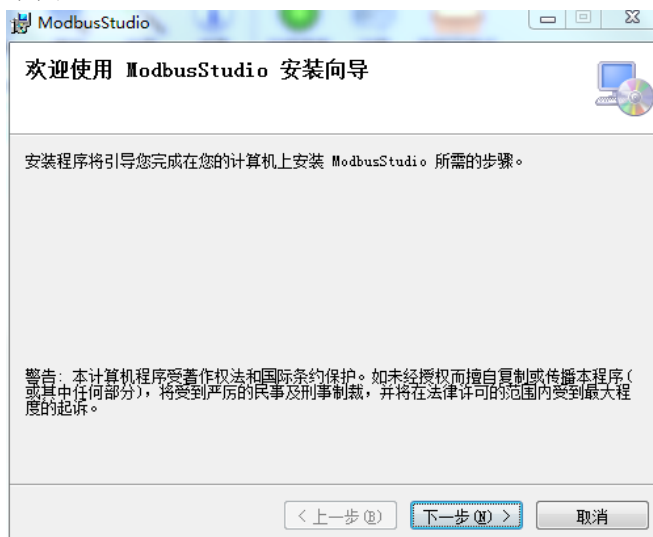 ModbusStudio
欢迎使用 ModbusStudio 安装向导
安装程序将引导您完成在您的计算机上安装 ModbusStudio 所需的步骤。
警告: 本计算机程序受著作权法和国际条约保护。如未经授权而擅自复制或传播本程序(
或其中任何部分)，将受到严厉的民事及刑事制裁，并将在法律许可的范围内受到最大程
度的起诉。
< 上一步(B) 下一步(N) > 取消